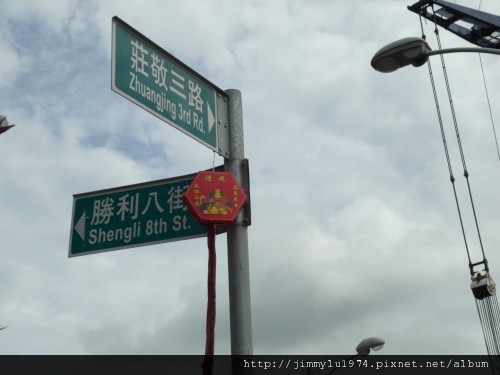 莊敬三路
Zhuangjing 3rd Rd.
勝利八街
Shengli 8th St.
http://jimmylu1974.pixnet.net/album